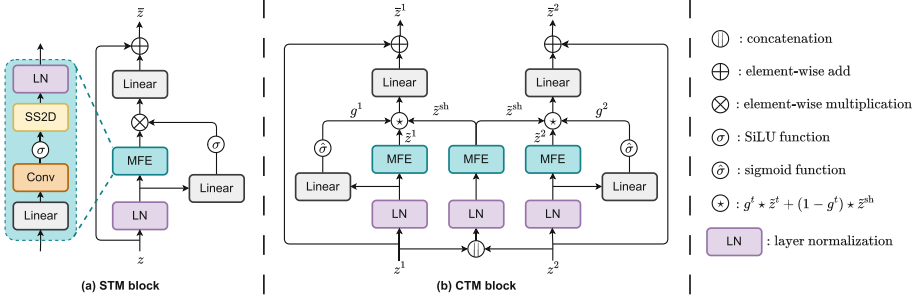 LN
SS2D
σ
Conv
Linear
z̄
Linear
σ
MFE
Linear
LN
z
(a) STM block
z̄¹
z̄²
Linear
Linear
g¹
z̃ˢʰ
z̃ˢʰ
g²
σ̂
z̃¹
z̃²
σ̂
MFE
MFE
MFE
Linear
Linear
LN
LN
LN
z¹
z²
(b) CTM block
: concatenation
: element-wise add
: element-wise multiplication
σ : SiLU function
σ̂ : sigmoid function
⋆ : gᵗ ⋆ z̃ᵗ + (1 − gᵗ) ⋆ z̃ˢʰ
LN : layer normalization